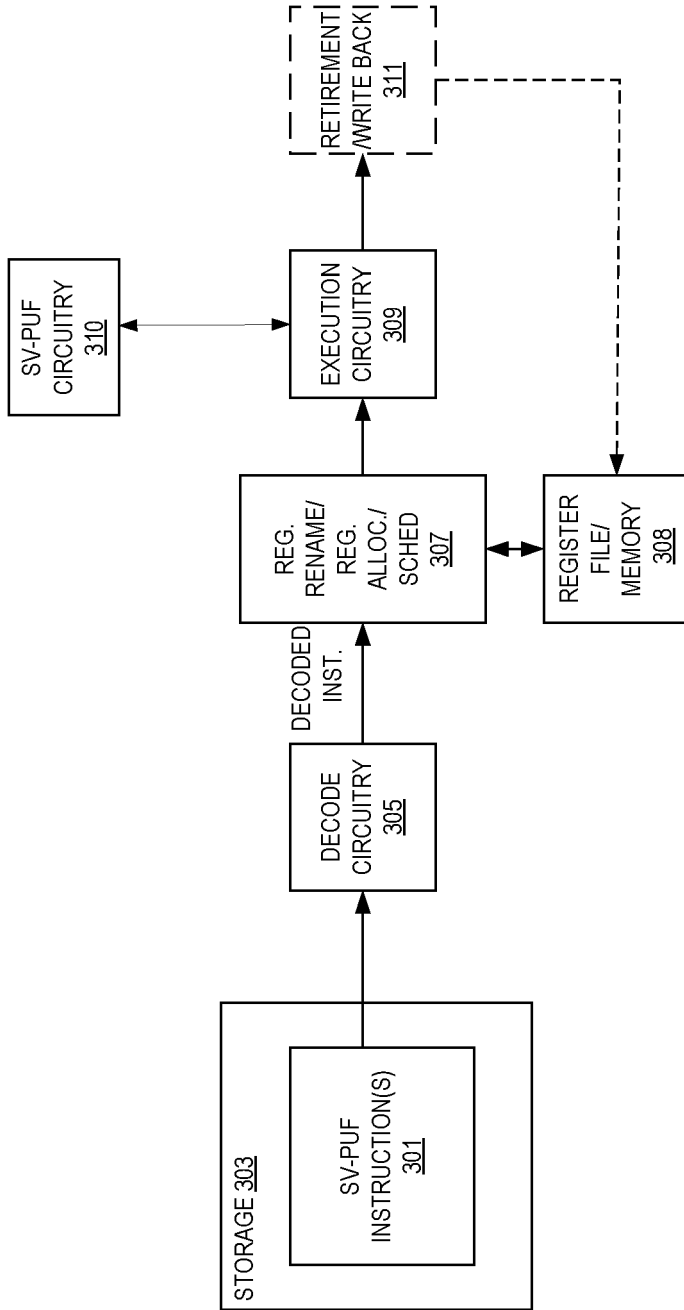 STORAGE 303
SV-PUF
INSTRUCTION(S)
301
DECODE
CIRCUITRY
305
DECODED
INST.
REG.
RENAME/
REG.
ALLOC./
SCHED
307
REGISTER
FILE/
MEMORY
308
EXECUTION
CIRCUITRY
309
SV-PUF
CIRCUITRY
310
RETIREMENT
/WRITE BACK
311